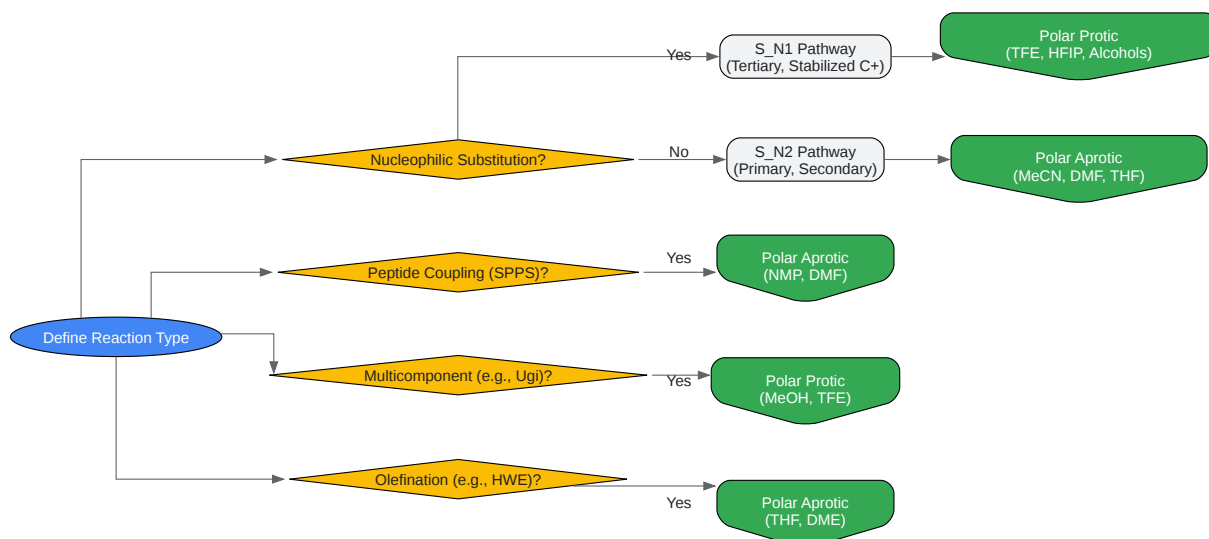 Polar Protic
(TFE, HFIP, Alcohols)
S_N1 Pathway
(Tertiary, Stabilized C+)
Yes
Nucleophilic Substitution?
No
S_N2 Pathway
(Primary, Secondary)
Polar Aprotic
(MeCN, DMF, THF)
Peptide Coupling (SPPS)?
Yes
Polar Aprotic
(NMP, DMF)
Define Reaction Type
Multicomponent (e.g., Ugi)?
Yes
Polar Protic
(MeOH, TFE)
Olefination (e.g., HWE)?
Yes
Polar Aprotic
(THF, DME)